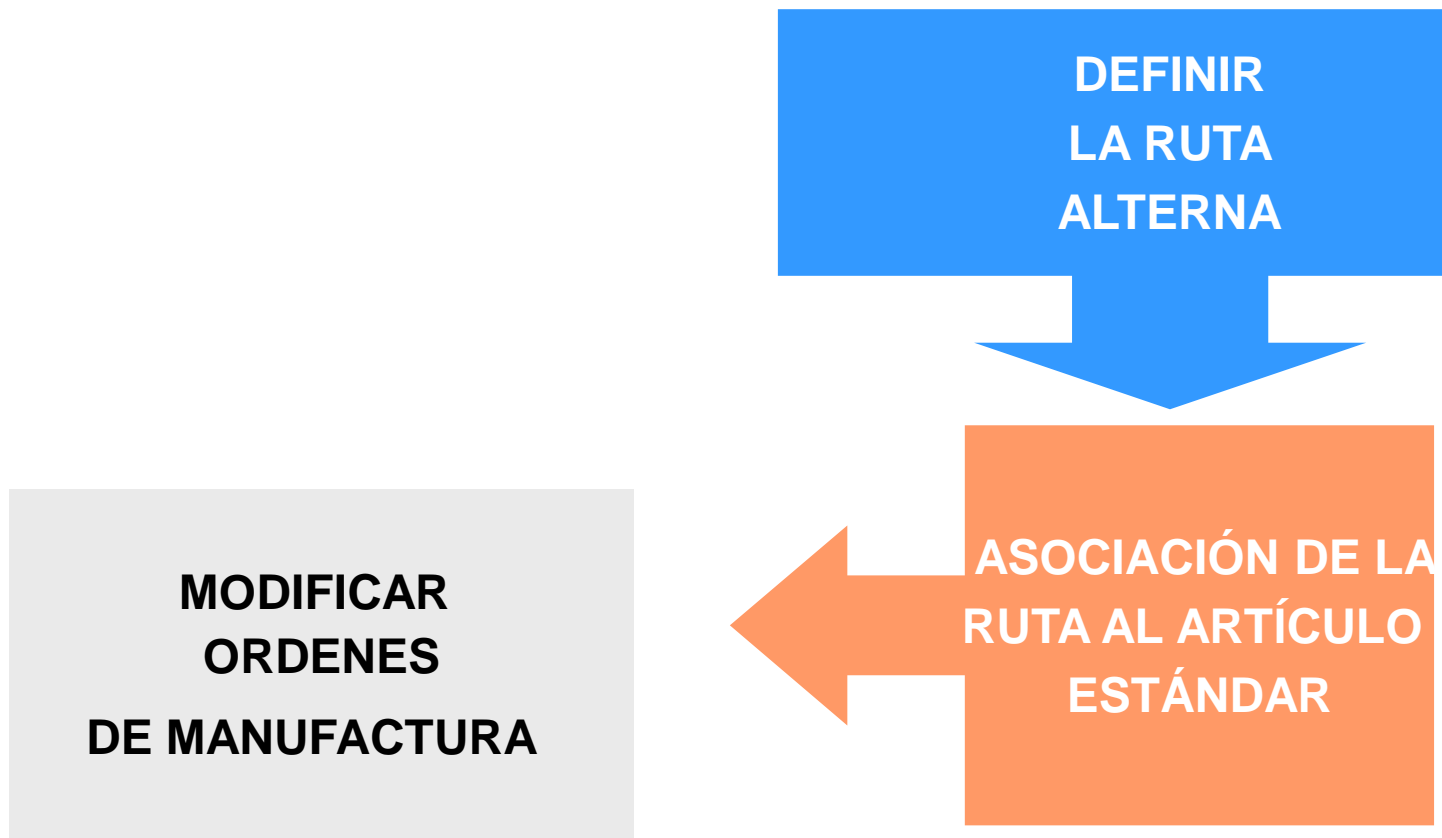 DEFINIR
LA RUTA
ALTERNA
ASOCIACIÓN DE LA
RUTA AL ARTÍCULO
ESTÁNDAR
MODIFICAR
ORDENES
DE MANUFACTURA